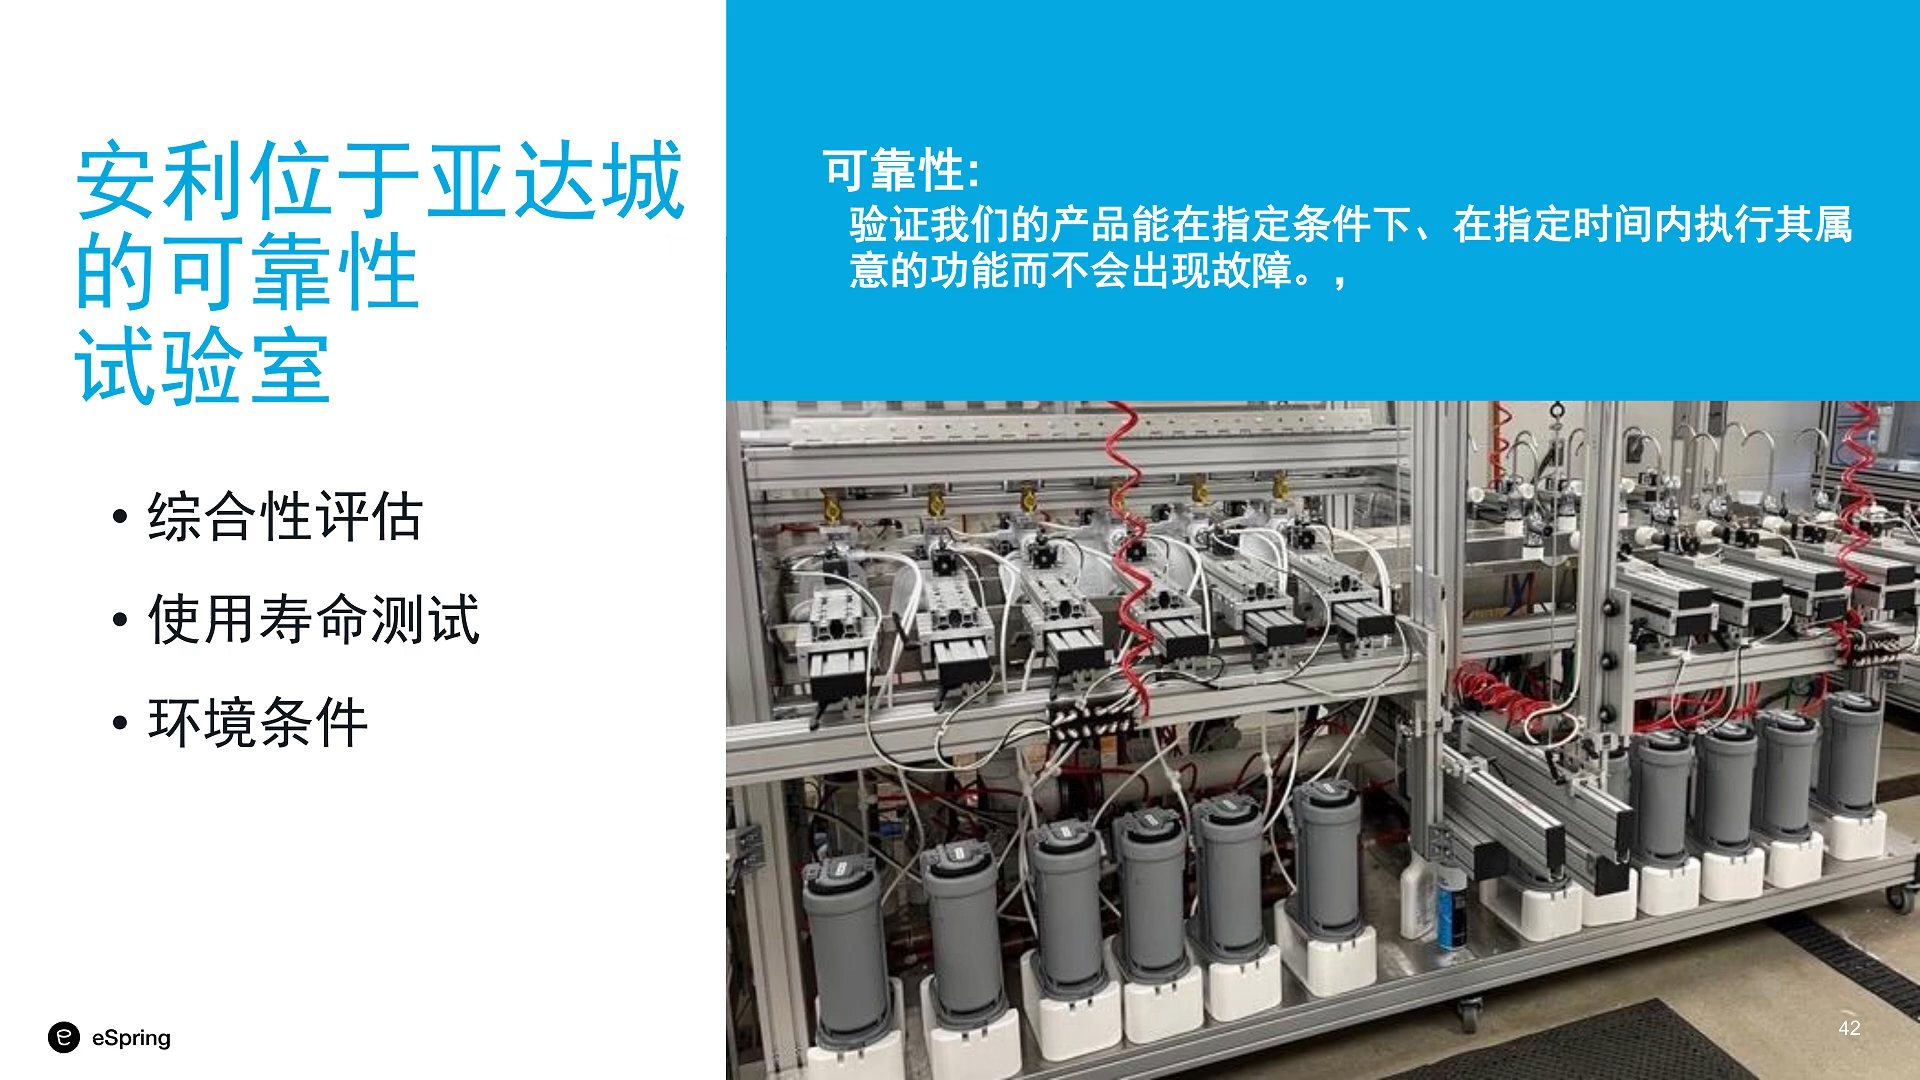 安利位于亚达城
的可靠性
试验室
• 综合性评估
• 使用寿命测试
• 环境条件
可靠性:
验证我们的产品能在指定条件下、在指定时间内执行其属
意的功能而不会出现故障。,
eSpring
42